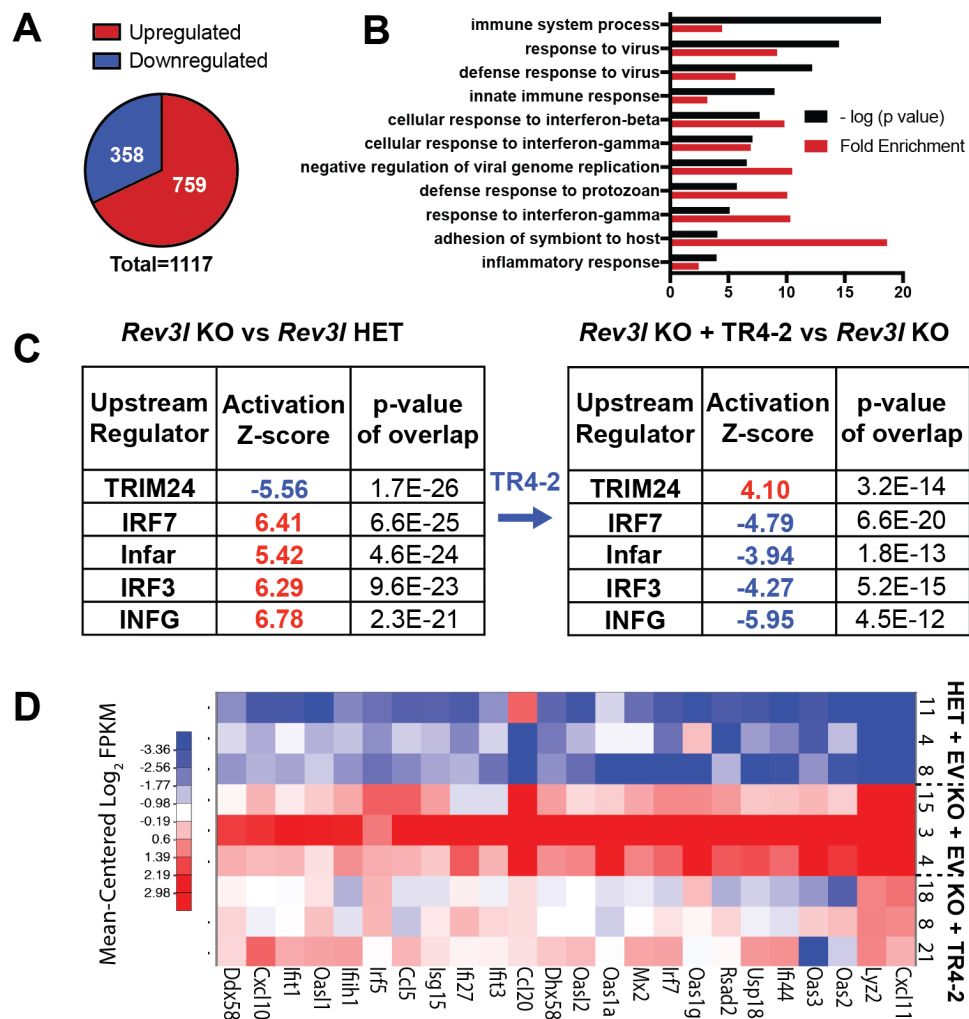 A
Upregulated
Downregulated
358
759
Total=1117
B
immune system process
response to virus
defense response to virus
innate immune response
cellular response to interferon-beta
cellular response to interferon-gamma
negative regulation of viral genome replication
defense response to protozoan
response to interferon-gamma
adhesion of symbiont to host
inflammatory response
- log (p value)
Fold Enrichment
0 5 10 15 20
C
Rev3l KO vs Rev3l HET
Upstream Regulator Activation Z-score p-value of overlap
TRIM24 -5.56 1.7E-26
IRF7 6.41 6.6E-25
Infar 5.42 4.6E-24
IRF3 6.29 9.6E-23
INFG 6.78 2.3E-21
TR4-2
Rev3l KO + TR4-2 vs Rev3l KO
Upstream Regulator Activation Z-score p-value of overlap
TRIM24 4.10 3.2E-14
IRF7 -4.79 6.6E-20
Infar -3.94 1.8E-13
IRF3 -4.27 5.2E-15
INFG -5.95 4.5E-12
D
Mean-Centered Log2 FPKM
-3.36
-2.56
-1.77
-0.98
-0.19
0.6
1.39
2.19
2.98
11
4
8
15
3
4
18
8
21
HET + EV
KO + EV
KO + TR4-2
Ddx58
Cxcl10
Ifit1
Oasl1
Ifih1
Irf5
Ccl5
Isg15
Ifi27
Ifit3
Ccl20
Dhx58
Oasl2
Oas1a
Mx2
Irf7
Oas1g
Rsad2
Usp18
Ifi44
Oas3
Oas2
Lyz2
Cxcl11